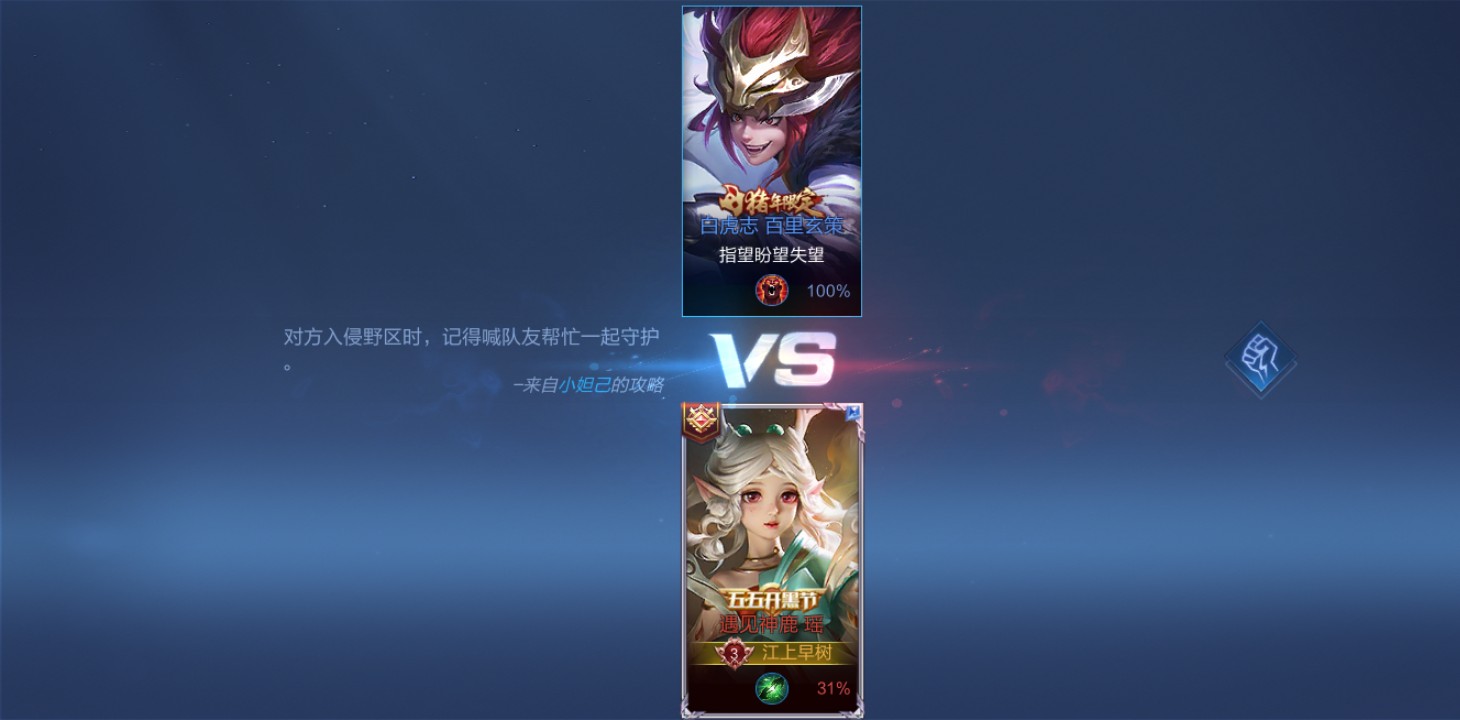 猪年限定
白虎志 百里玄策
指望盼望失望
100%
对方入侵野区时，记得喊队友帮忙一起守护
。
-来自小妲己的攻略
VS
五五开黑节
遇见神鹿 瑶
3 江上早树
31%